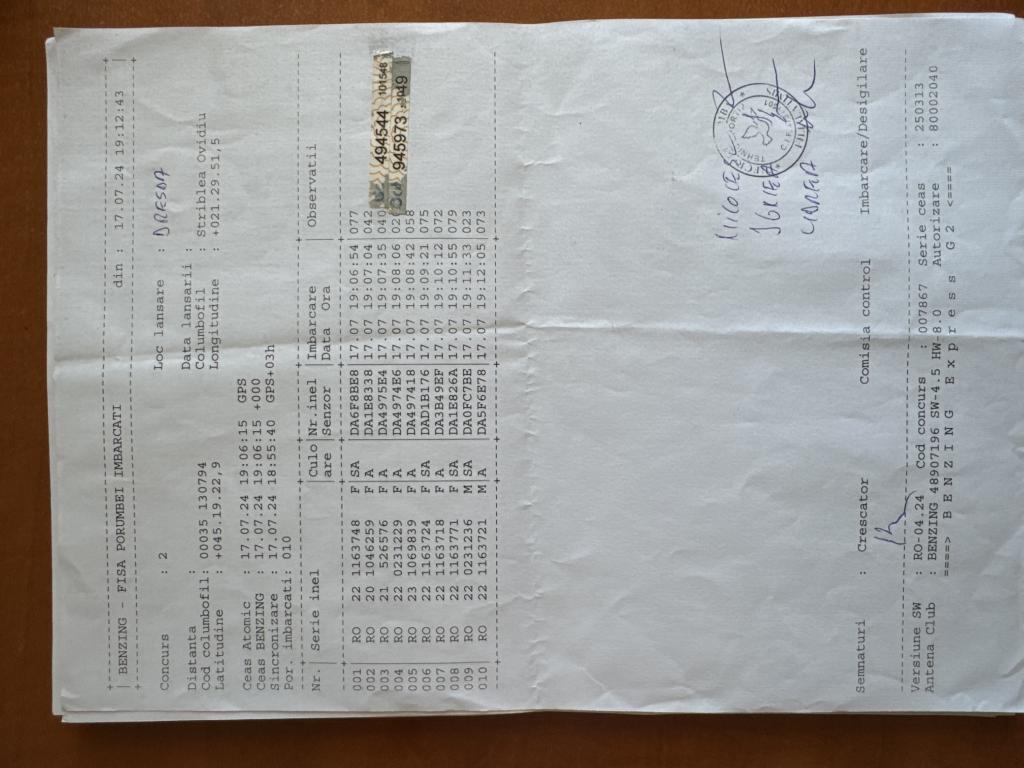 BENZING - FISA PORUMBEI IMBARCATI din : 17.07.24 19:12:43
Concurs : 2 Loc lansare : DRESDA
Distanta : Data lansarii :
Cod columbofil: 00035 130794 Columbofil : Striblea Ovidiu
Latitudine : +045.19.22,9 Longitudine : +021.29.51,5
Ceas Atomic : 17.07.24 19:06:15 GPS
Ceas BENZING : 17.07.24 19:06:15 +000
Sincronizare : 17.07.24 18:55:40 GPS+03h
Por. imbarcati: 010
Nr. | Serie inel |Culo|Nr.inel |Imbarcare | Observatii
|are |Senzor |Data Ora
001 RO 22 1163748 F SA DA6F8BE8 17.07 19:06:54 077
002 RO 20 1046259 F A DA1E8338 17.07 19:07:04 042
003 RO 21 526576 F A DA4975E4 17.07 19:07:35 040
004 RO 22 0231229 F A DA4974E6 17.07 19:08:06
005 RO 23 1069839 F A DA497418 17.07 19:08:42 058
006 RO 22 1163724 F SA DAD1B176 17.07 19:09:21 075
007 RO 22 1163718 F A DA3B49EF 17.07 19:10:12 072
008 RO 22 1163771 F SA DA1E826A 17.07 19:10:55 079
009 RO 22 0231236 M SA DA0FC7BE 17.07 19:11:33 023
010 RO 22 1163721 M A DA5F6E78 17.07 19:12:05 073
494544 101548
945973 949
Semnaturi : Crescator Comisia control Imbarcare/Desigilare
Versiune SW : RO-04.24 Cod concurs : 007867 Serie ceas : 250313
Antena Club : BENZING 48907196 SW-4.5 HW-8.0 Autorizare : 80002040
====> B E N Z I N G E x p r e s s G 2 <====